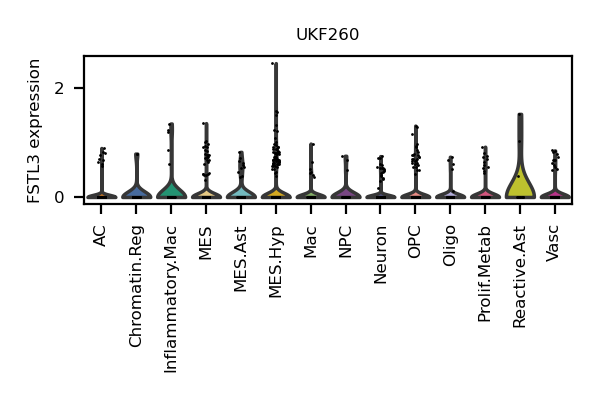 UKF260
FSTL3 expression
2
0
AC
Chromatin.Reg
Inflammatory.Mac
MES
MES.Ast
MES.Hyp
Mac
NPC
Neuron
OPC
Oligo
Prolif.Metab
Reactive.Ast
Vasc